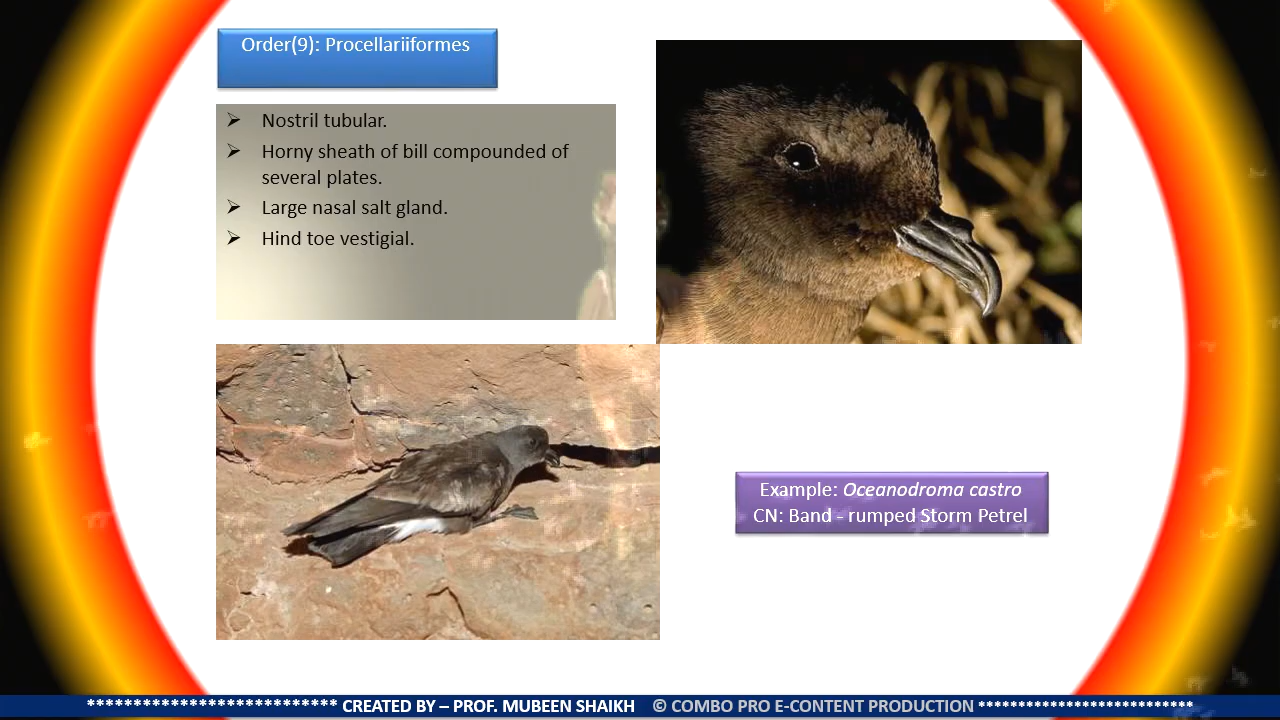 Order(9): Procellariiformes
➢ Nostril tubular.
➢ Horny sheath of bill compounded of
several plates.
➢ Large nasal salt gland.
➢ Hind toe vestigial.
Example: Oceanodroma castro
CN: Band - rumped Storm Petrel
*************************** CREATED BY – PROF. MUBEEN SHAIKH © COMBO PRO E-CONTENT PRODUCTION ***************************